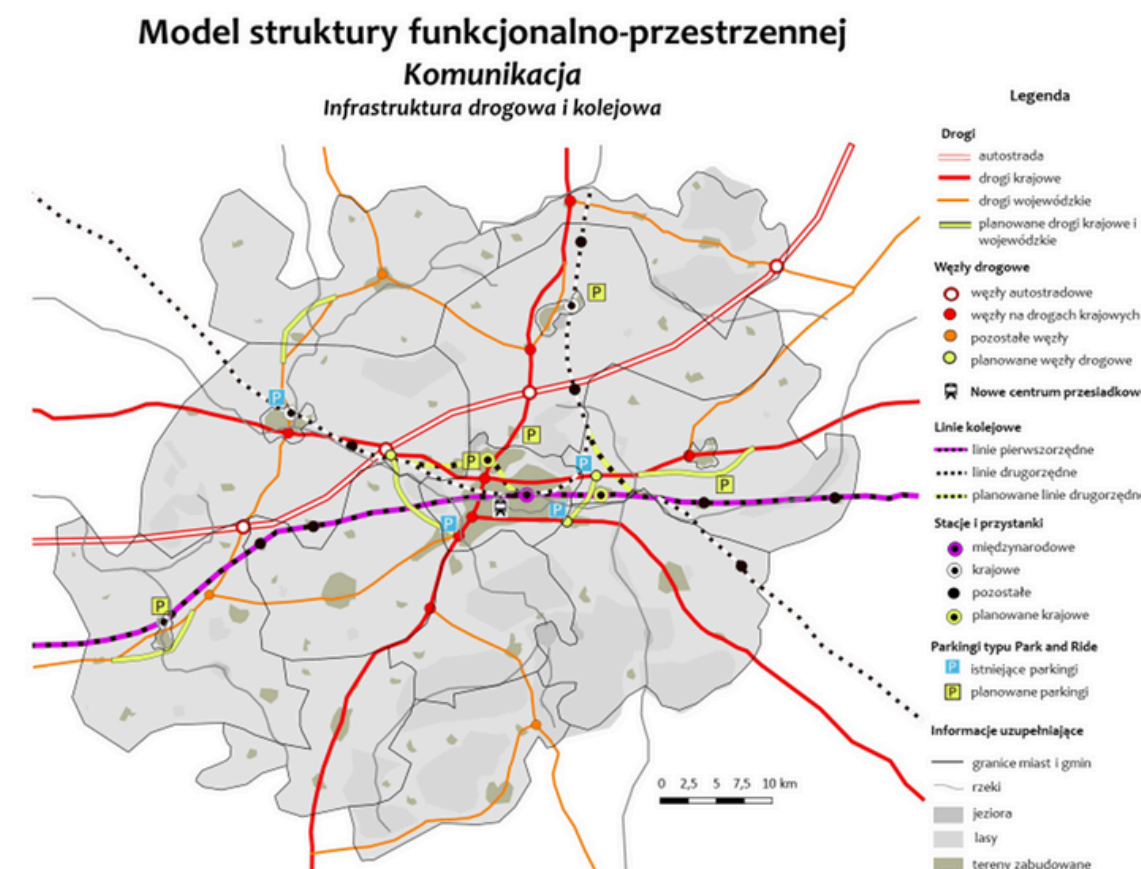 Model struktury funkcjonalno-przestrzennej
Komunikacja
Infrastruktura drogowa i kolejowa
Legenda
Drogi
autostrada
drogi krajowe
drogi wojewódzkie
planowane drogi krajowe i
wojewódzkie
Węzły drogowe
węzły autostradowe
węzły na drogach krajowych
pozostałe węzły
planowane węzły drogowe
Nowe centrum przesiadkow
Linie kolejowe
linie pierwszorzędne
linie drugorzędne
planowane linie drugorzędn
Stacje i przystanki
międzynarodowe
krajowe
pozostałe
planowane krajowe
Parkingi typu Park and Ride
P istniejące parkingi
P planowane parkingi
Informacje uzupełniające
granice miast i gmin
rzeki
jeziora
lasy
tereny zabudowane
P
P
P
P
P
P
P
P
P
0 2,5 5 7,5 10 km